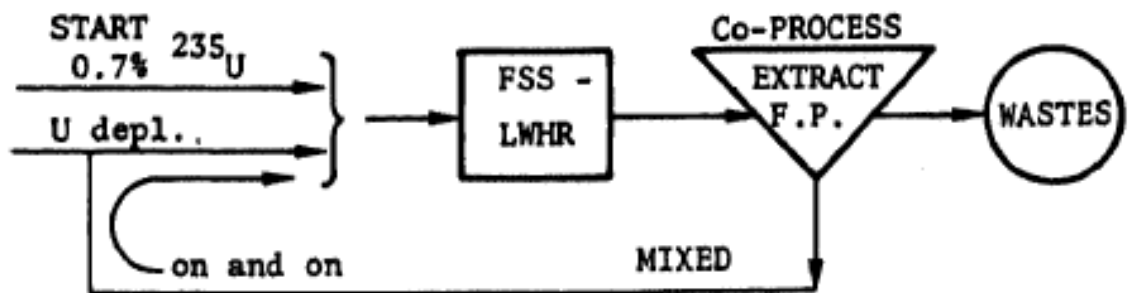 START
0.7% 235U
U depl..
on and on
FSS -
LWHR
Co-PROCESS
EXTRACT
F.P.
WASTES
MIXED